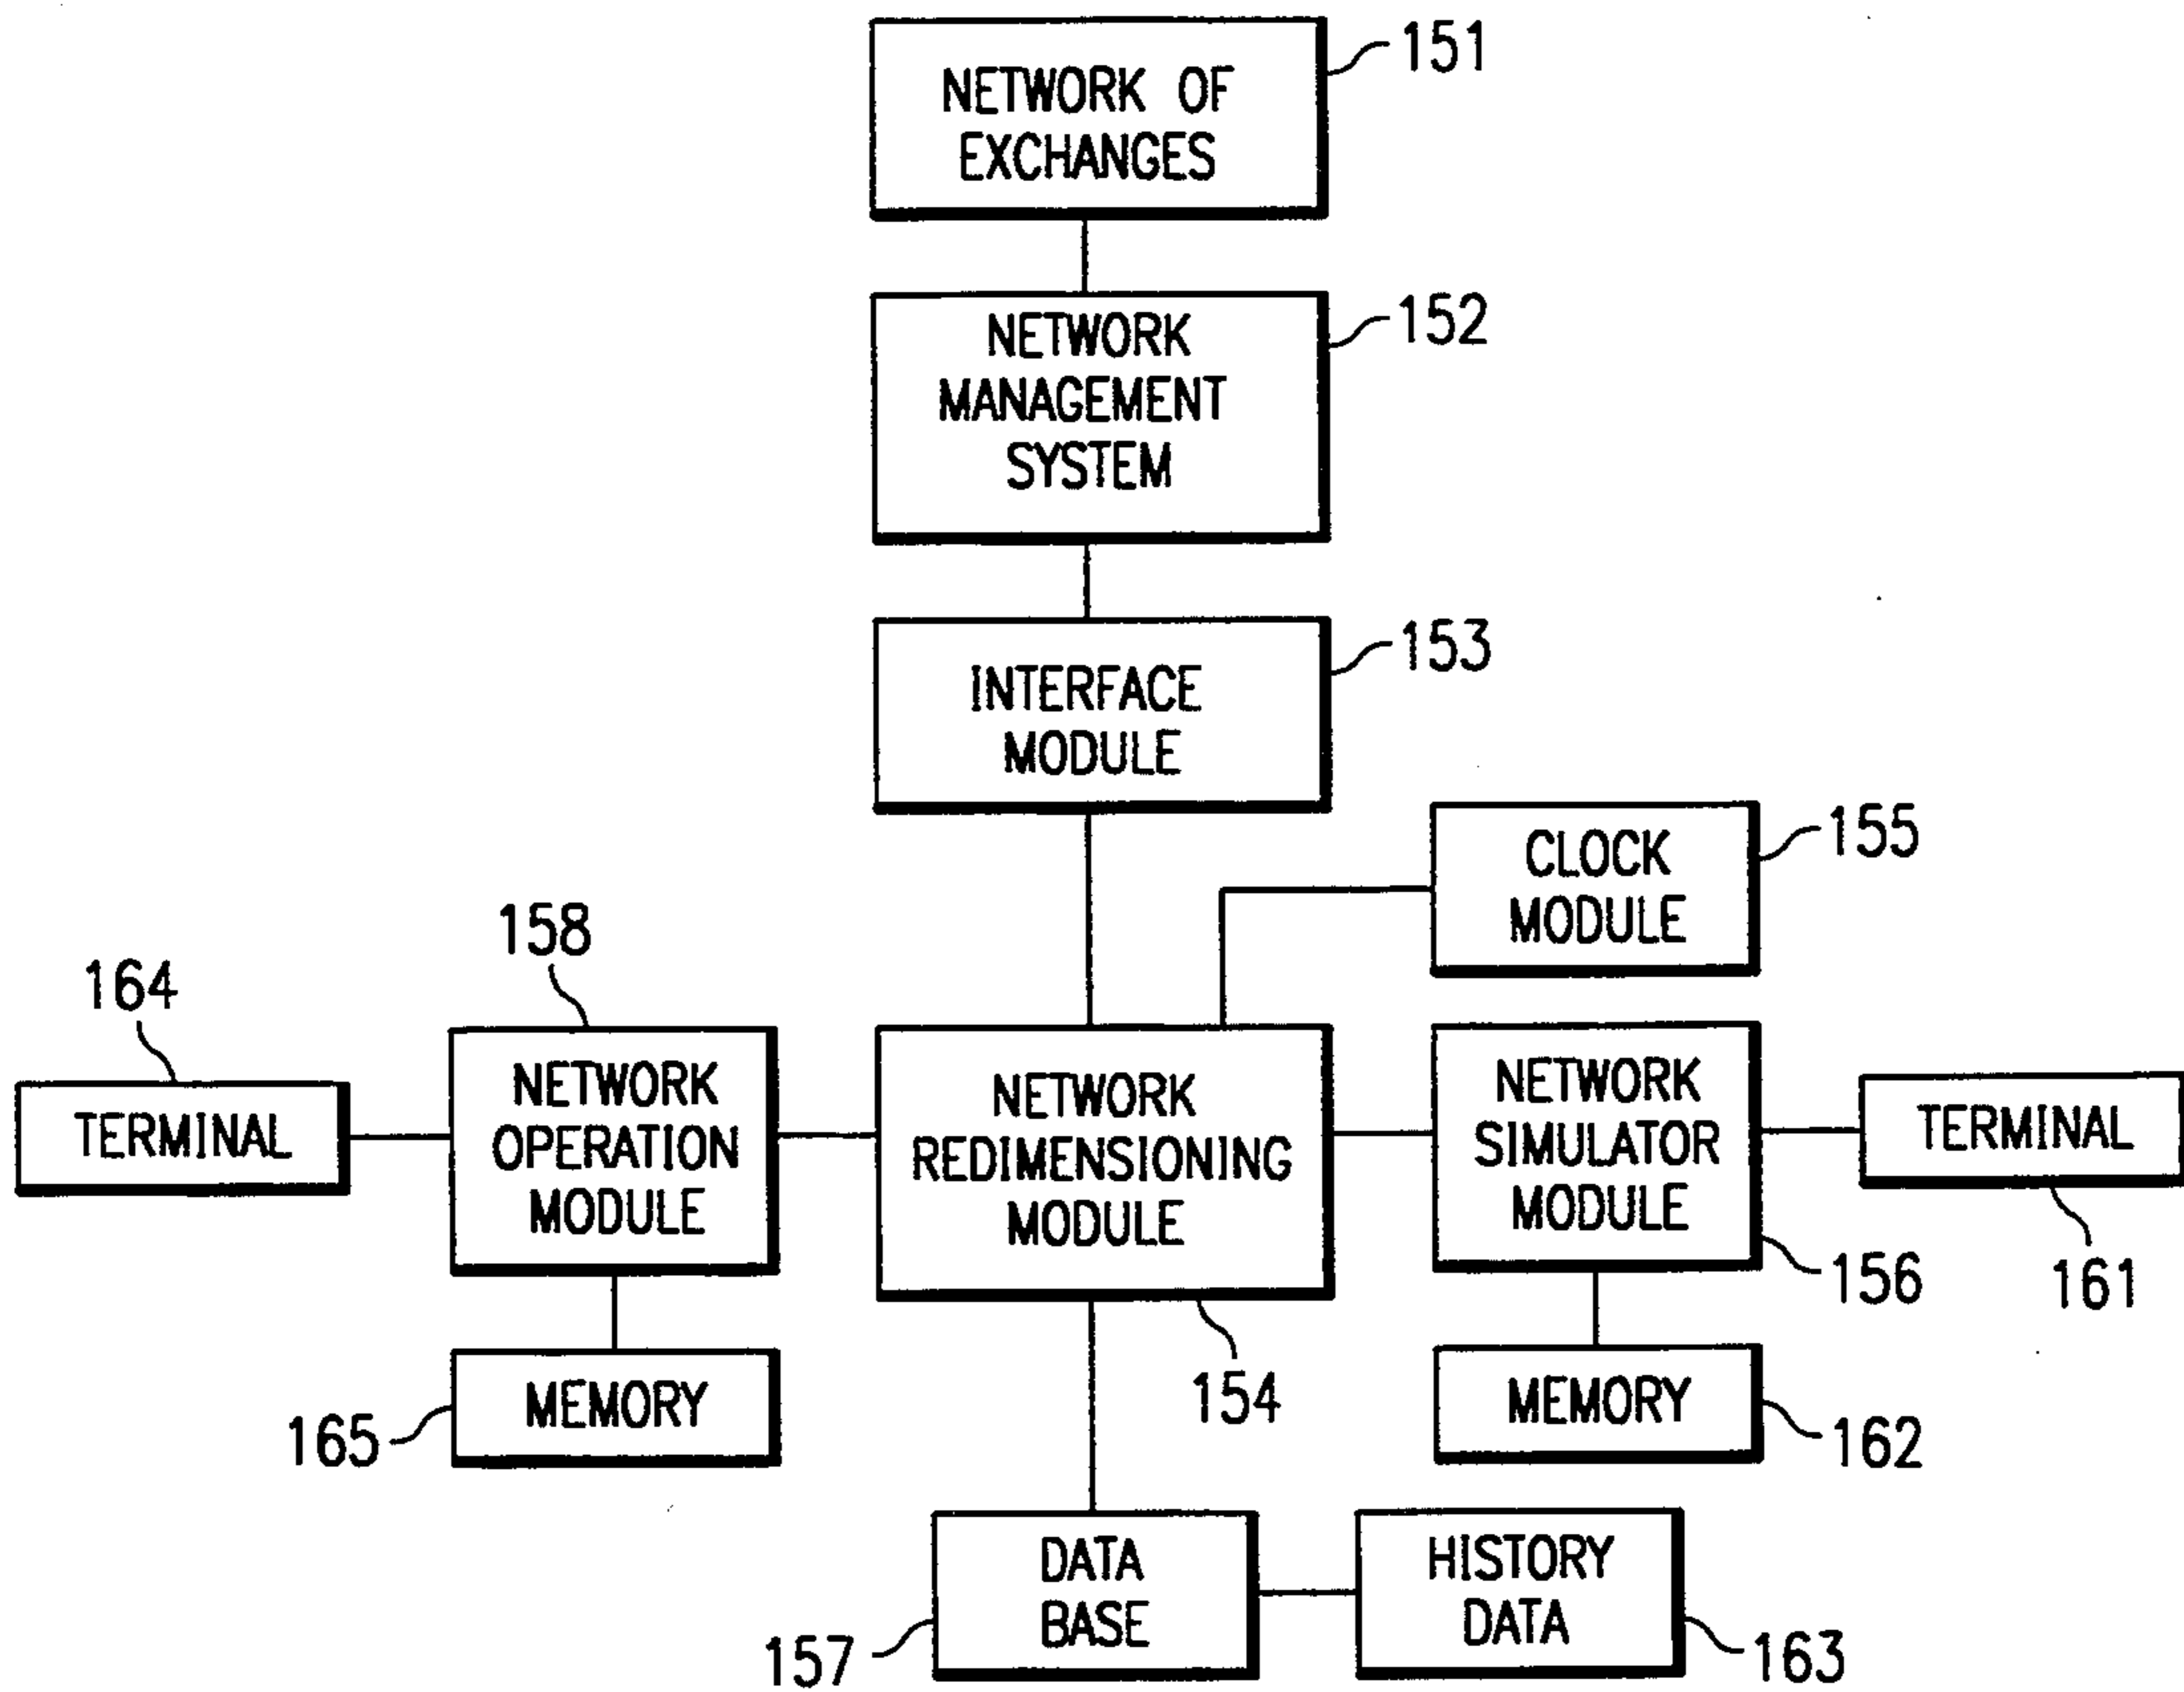 NETWORK OF
EXCHANGES
151
NETWORK
MANAGEMENT
SYSTEM
152
INTERFACE
MODULE
153
CLOCK
MODULE
155
158
164
TERMINAL
NETWORK
OPERATION
MODULE
NETWORK
REDIMENSIONING
MODULE
NETWORK
SIMULATOR
MODULE
TERMINAL
156
161
154
MEMORY
165
MEMORY
162
DATA
BASE
157
HISTORY
DATA
163